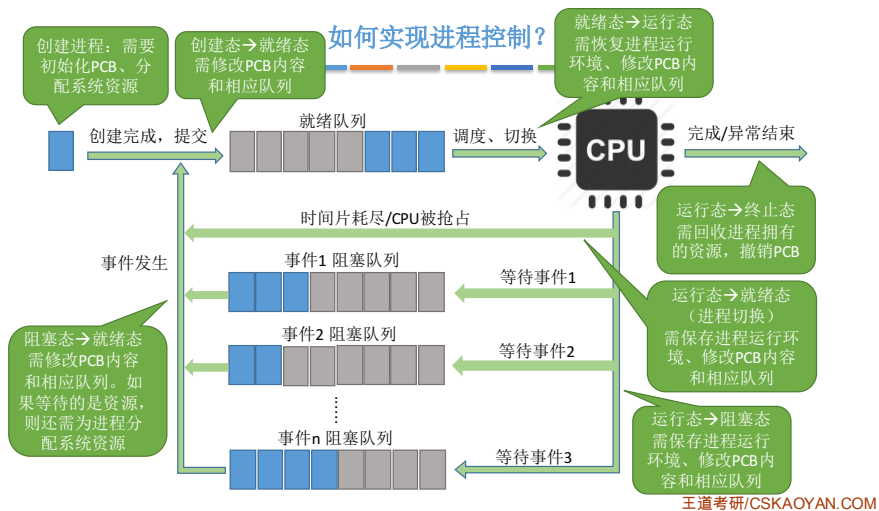 如何实现进程控制？
创建进程：需要
初始化PCB、分
配系统资源
创建态→就绪态
需修改PCB内容
和相应队列
就绪态→运行态
需恢复进程运行
环境、修改PCB内
容和相应队列
创建完成，提交
就绪队列
调度、切换
CPU
完成/异常结束
运行态→终止态
需回收进程拥有
的资源，撤销PCB
时间片耗尽/CPU被抢占
事件发生
事件1 阻塞队列
等待事件1
运行态→就绪态
（进程切换）
需保存进程运行环
境、修改PCB内容
和相应队列
阻塞态→就绪态
需修改PCB内容
和相应队列。如
果等待的是资源，
则还需为进程分
配系统资源
事件2 阻塞队列
等待事件2
……
事件n 阻塞队列
等待事件3
运行态→阻塞态
需保存进程运行
环境、修改PCB内
容和相应队列
王道考研/CSKAOYAN.COM